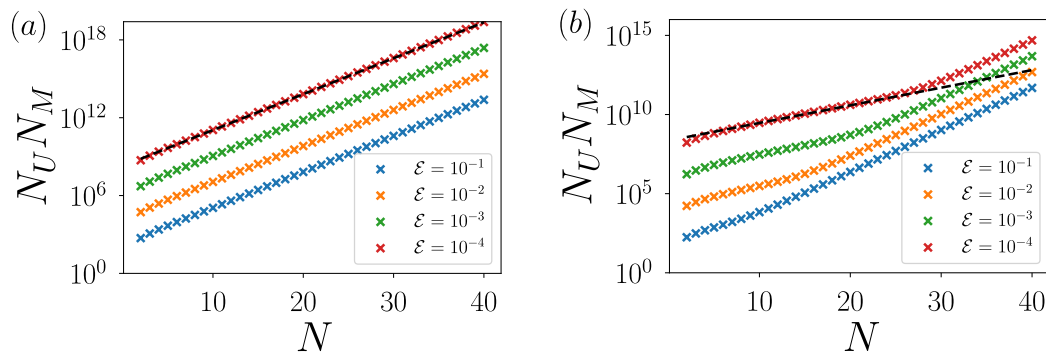 (a)
10^18
10^12
10^6
10^0
N_U N_M
10 20 30 40
N
ℰ = 10^−1
ℰ = 10^−2
ℰ = 10^−3
ℰ = 10^−4
(b)
10^15
10^10
10^5
10^0
N_U N_M
10 20 30 40
N
ℰ = 10^−1
ℰ = 10^−2
ℰ = 10^−3
ℰ = 10^−4